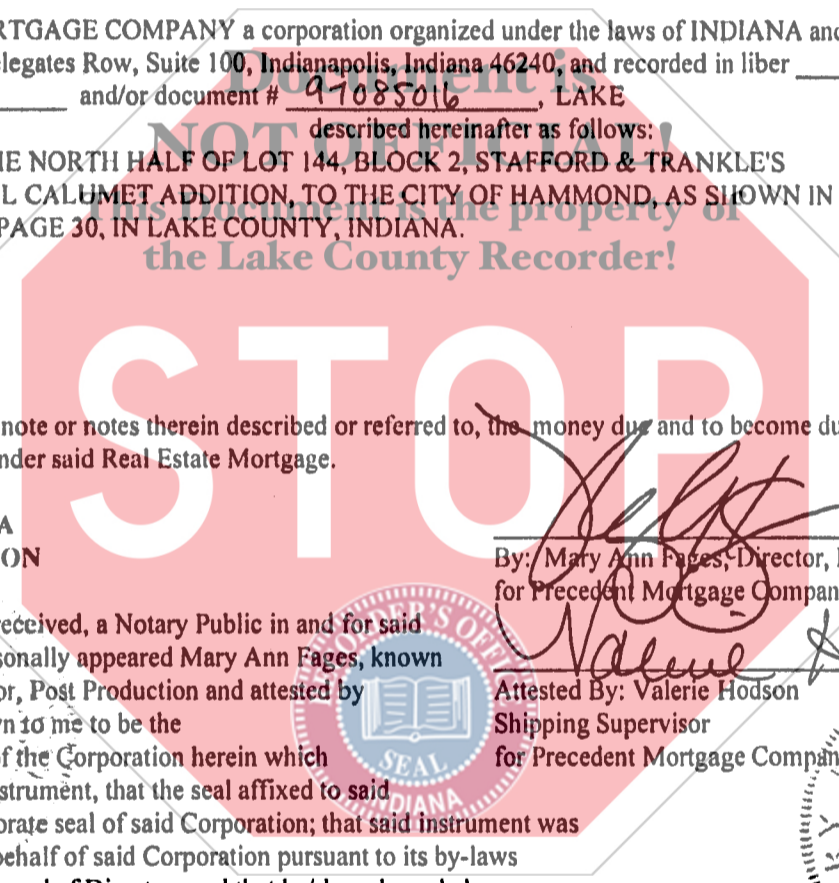 RTGAGE COMPANY a corporation organized under the laws of INDIANA and
legates Row, Suite 100, Indianapolis, Indiana 46240, and recorded in liber
and/or document # 97085016, LAKE
Document is
described hereinafter as follows:
NOT OFFICIAL!
HE NORTH HALF OF LOT 144, BLOCK 2, STAFFORD & TRANKLE'S
L CALUMET ADDITION, TO THE CITY OF HAMMOND, AS SHOWN IN
This Document is the property of
PAGE 30, IN LAKE COUNTY, INDIANA.
the Lake County Recorder!
STOP
note or notes therein described or referred to, the money due and to become du
nder said Real Estate Mortgage.
A
ON
By: Mary Ann Fages, Director,
for Precedent Mortgage Compan
eceived, a Notary Public in and for said
sonally appeared Mary Ann Fages, known
or, Post Production and attested by
n to me to be the
f the Corporation herein which
strument, that the seal affixed to said
orate seal of said Corporation; that said instrument was
behalf of said Corporation pursuant to its by-laws
Valerie
Attested By: Valerie Hodson
Shipping Supervisor
for Precedent Mortgage Compan
RECORDER'S OFFICE
SEAL
INDIANA